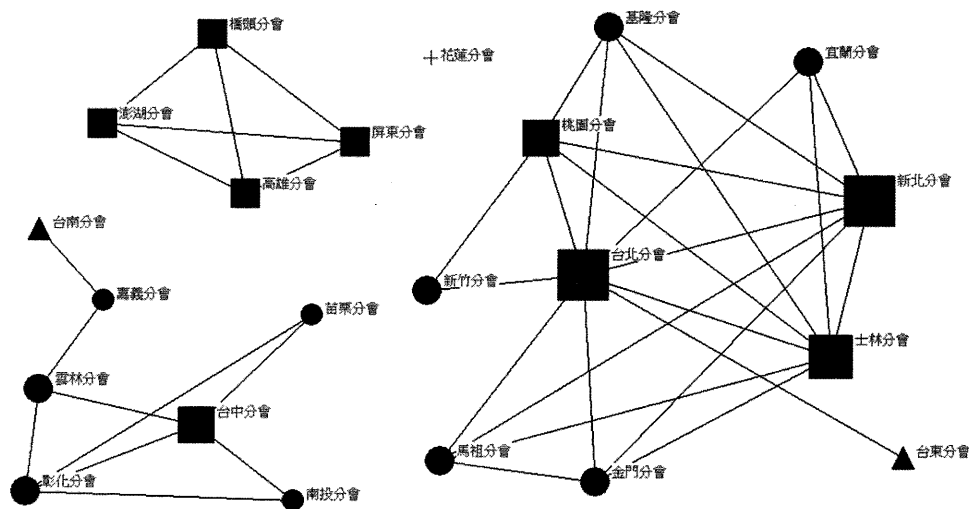 橋頭分會
澎湖分會
屏東分會
高雄分會
花蓮分會
基隆分會
宜蘭分會
桃園分會
新北分會
台北分會
新竹分會
士林分會
馬祖分會
金門分會
台東分會
台南分會
嘉義分會
苗栗分會
雲林分會
台中分會
彰化分會
南投分會